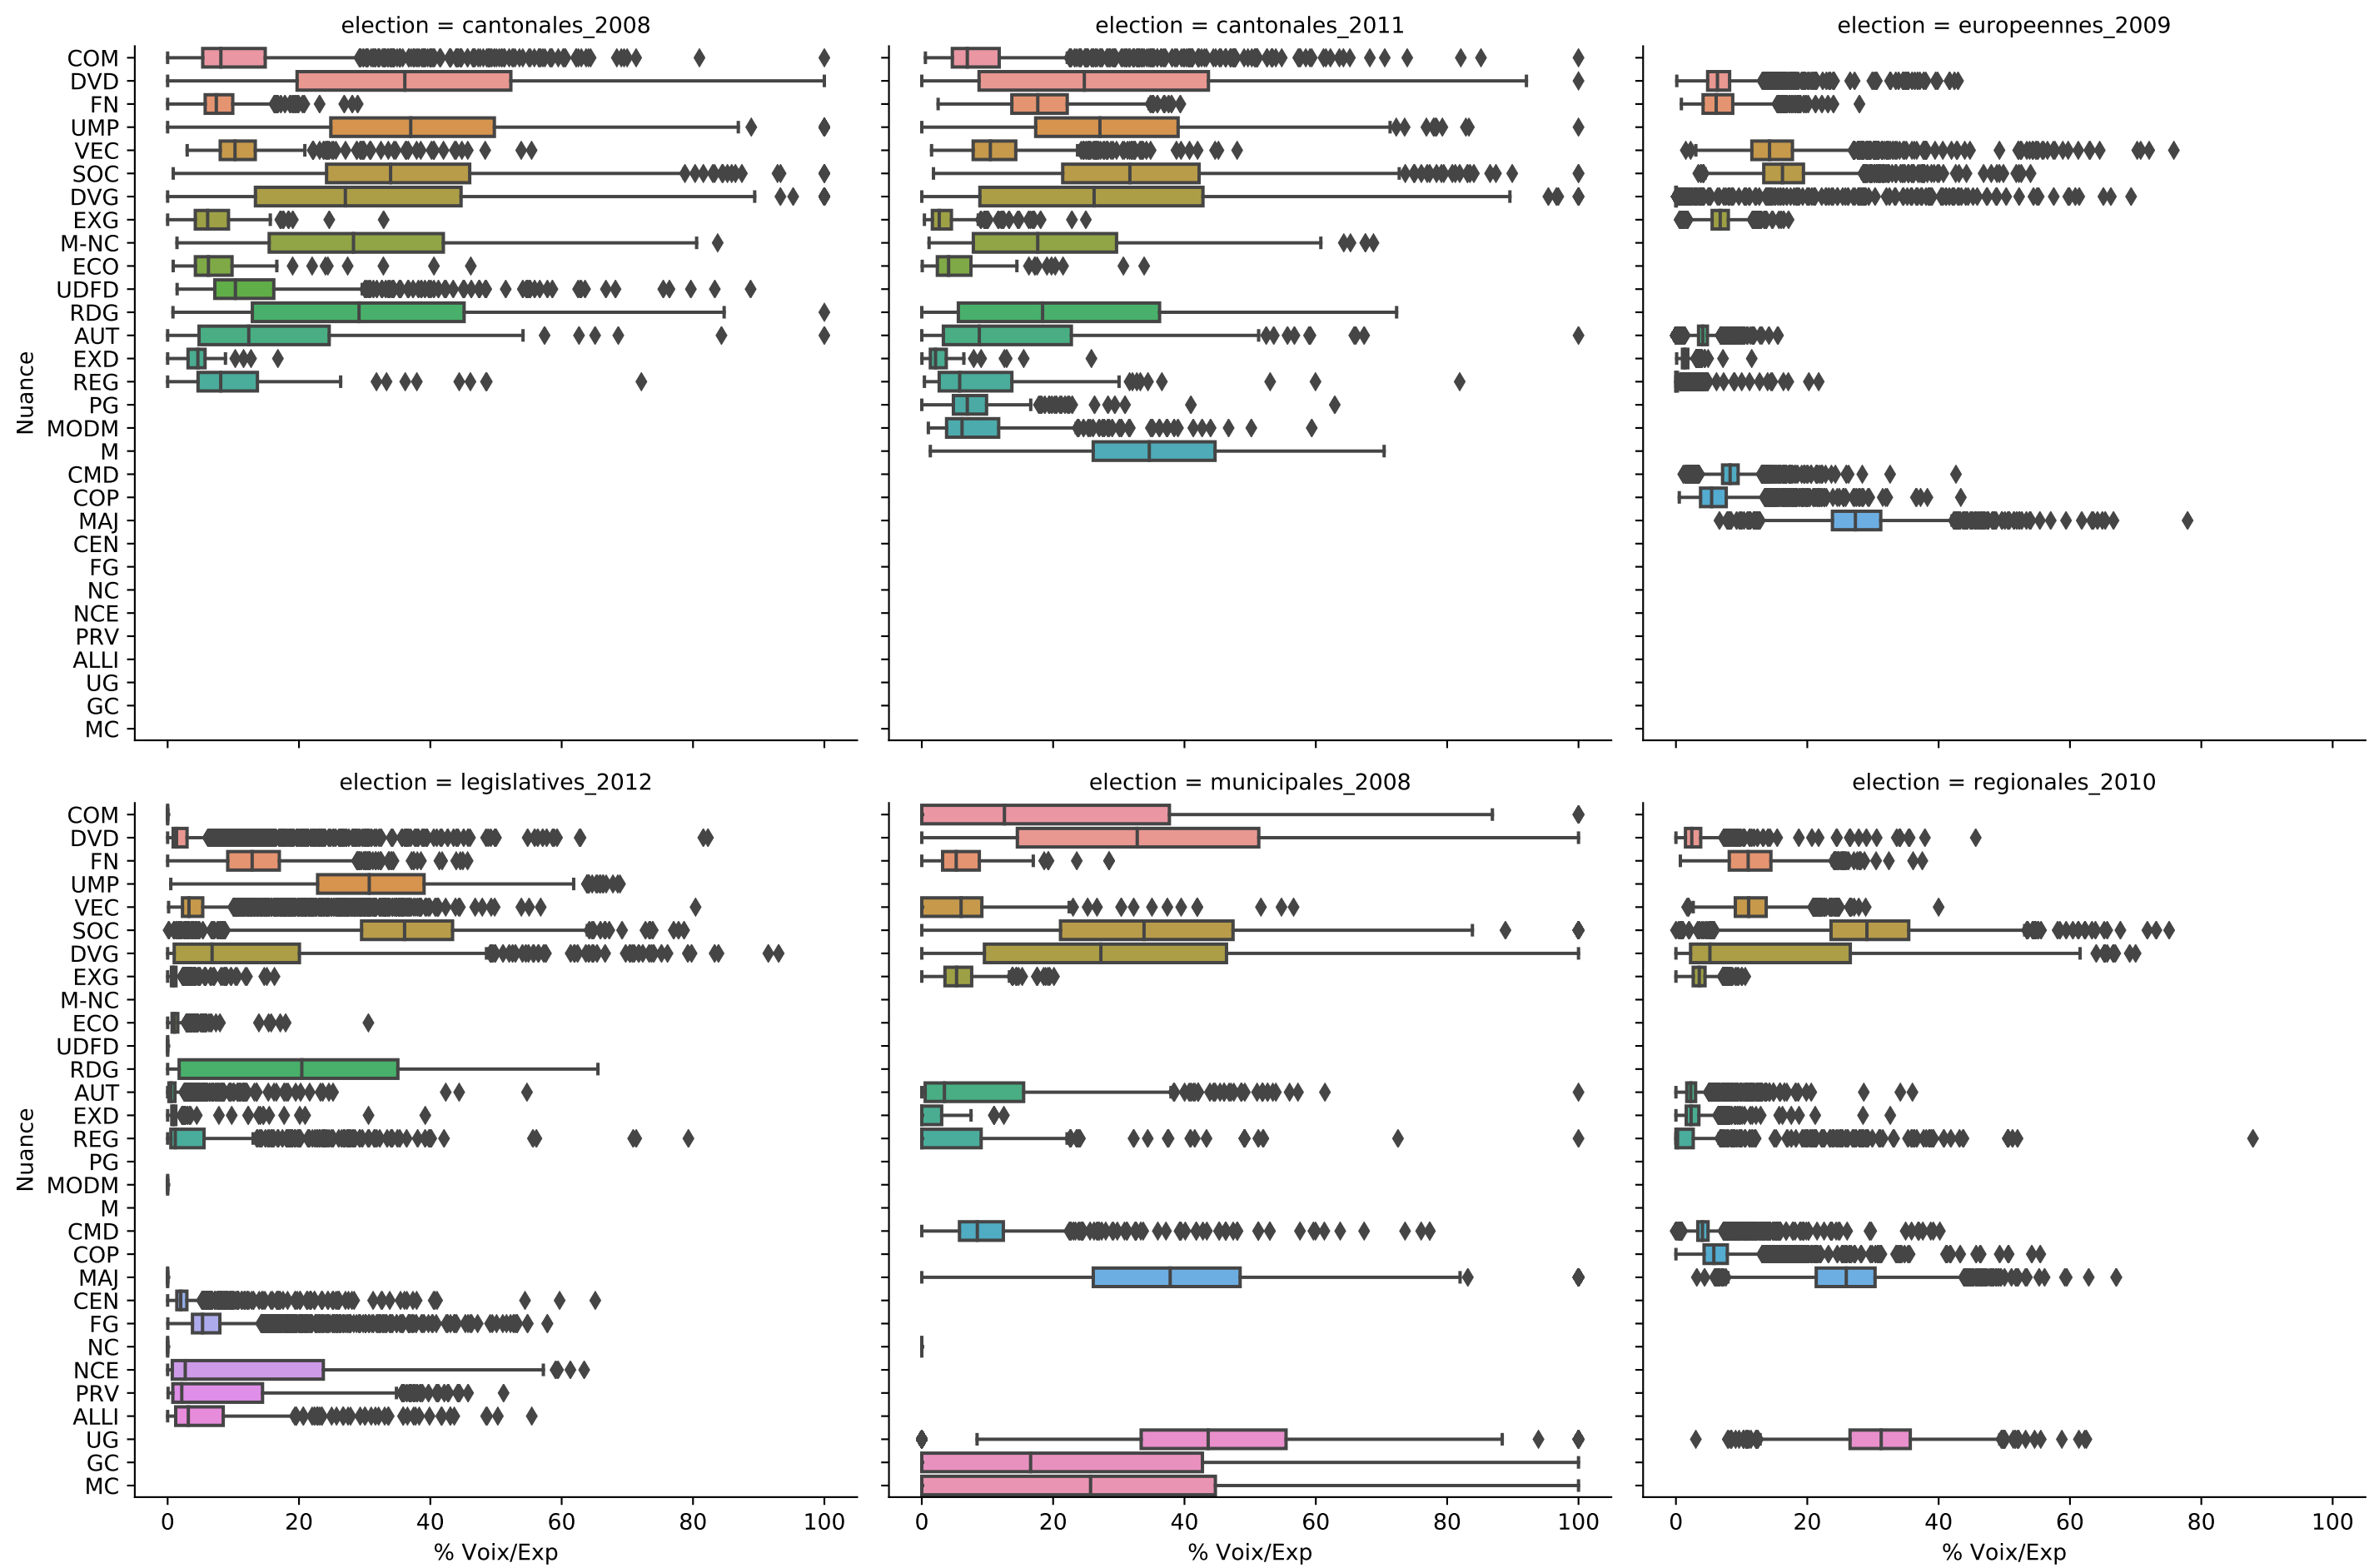 election = cantonales_2008
election = cantonales_2011
election = europeennes_2009
COM
DVD
FN
UMP
VEC
SOC
DVG
EXG
M-NC
ECO
UDFD
RDG
AUT
EXD
REG
PG
MODM
M
CMD
COP
MAJ
CEN
FG
NC
NCE
PRV
ALLI
UG
GC
MC
Nuance
election = legislatives_2012
election = municipales_2008
election = regionales_2010
COM
DVD
FN
UMP
VEC
SOC
DVG
EXG
M-NC
ECO
UDFD
RDG
AUT
EXD
REG
PG
MODM
M
CMD
COP
MAJ
CEN
FG
NC
NCE
PRV
ALLI
UG
GC
MC
Nuance
0 20 40 60 80 100
0 20 40 60 80 100
0 20 40 60 80 100
% Voix/Exp
% Voix/Exp
% Voix/Exp